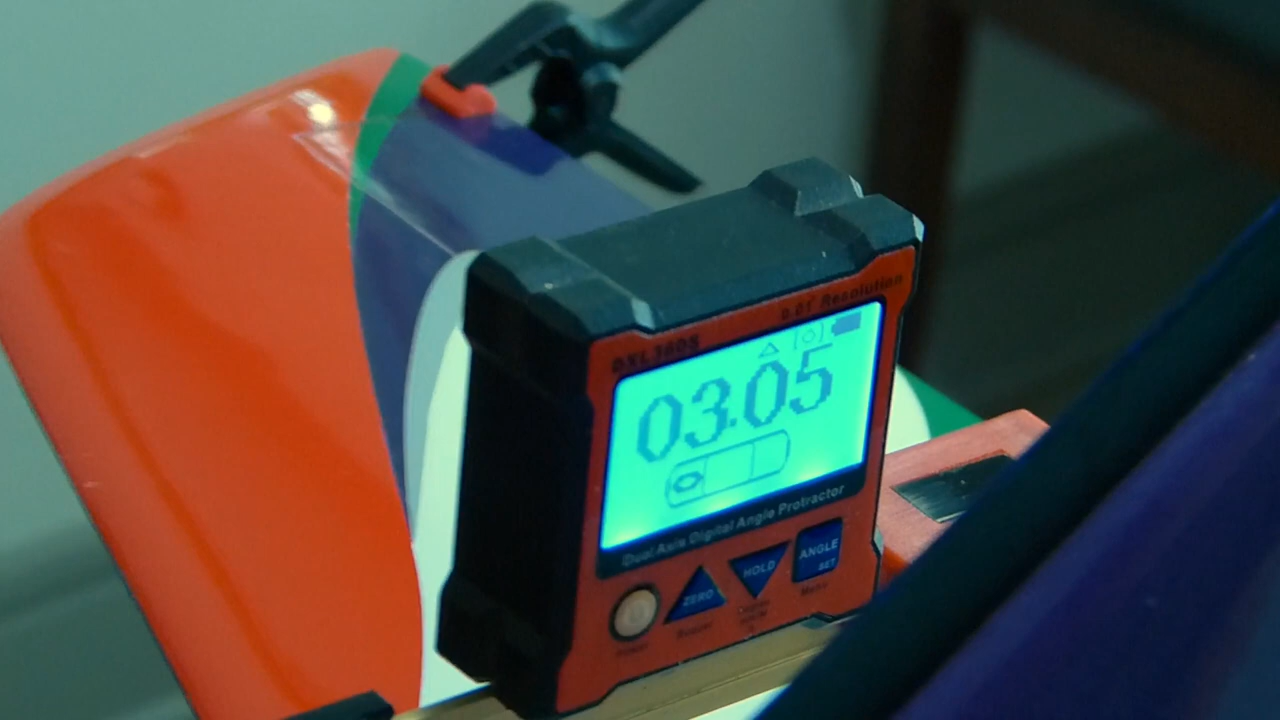 0.01° Resolution
DXL360S
03.05
Dual Axis Digital Angle Protractor
ZERO
HOLD
ANGLE
SET